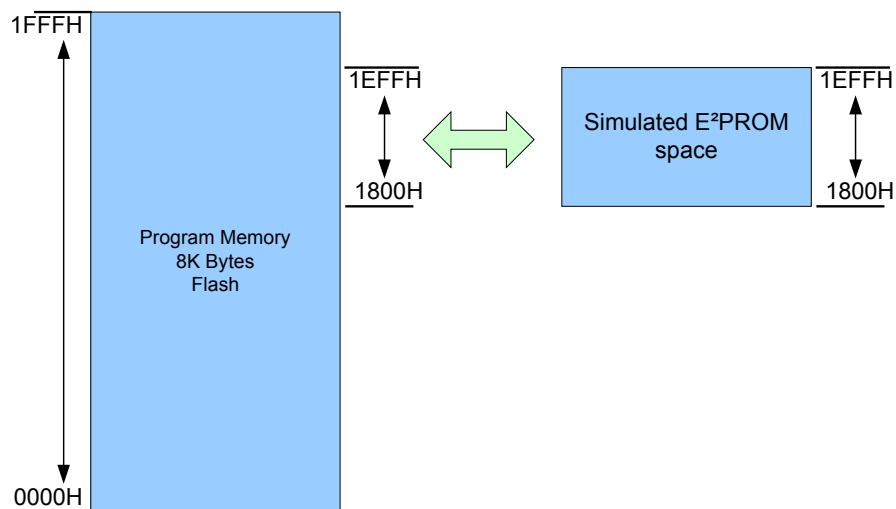 1FFFH
1EFFH
1800H
Program Memory
8K Bytes
Flash
0000H
Simulated E²PROM
space
1EFFH
1800H